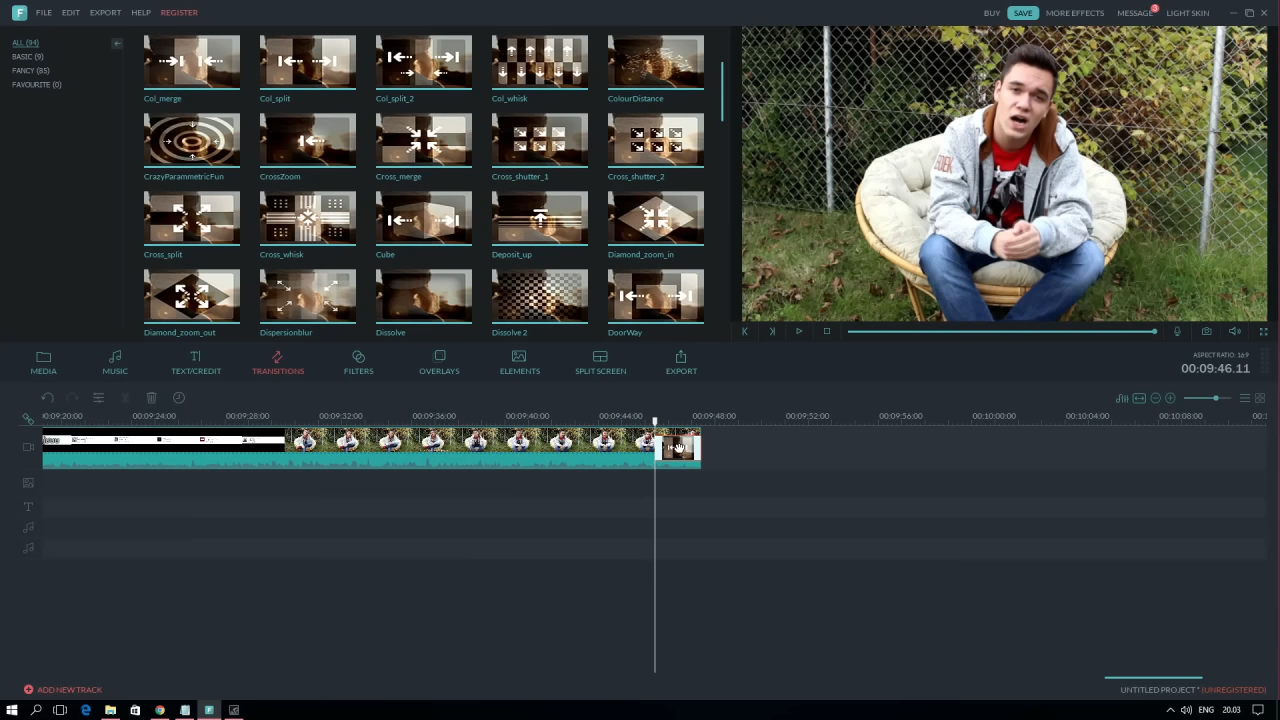 FILE EDIT EXPORT HELP REGISTER
BUY SAVE MORE EFFECTS MESSAGE 3 LIGHT SKIN
ALL (94)
BASIC (9)
FANCY (85)
FAVOURITE (0)
Col_merge Col_split Col_split_2 Col_whisk ColourDistance
CrazyParammetricFun CrossZoom Cross_merge Cross_shutter_1 Cross_shutter_2
Cross_split Cross_whisk Cube Deposit_up Diamond_zoom_in
Diamond_zoom_out Dispersionblur Dissolve Dissolve 2 DoorWay
MEDIA MUSIC TEXT/CREDIT TRANSITIONS FILTERS OVERLAYS ELEMENTS SPLIT SCREEN EXPORT
ASPECT RATIO: 16:9
00:09:46.11
00:09:20:00 00:09:24:00 00:09:28:00 00:09:32:00 00:09:36:00 00:09:40:00 00:09:44:00 00:09:48:00 00:09:52:00 00:09:56:00 00:10:00:00 00:10:04:00 00:10:08:00
ADD NEW TRACK
UNTITLED PROJECT * (UNREGISTERED)
ENG 20.03